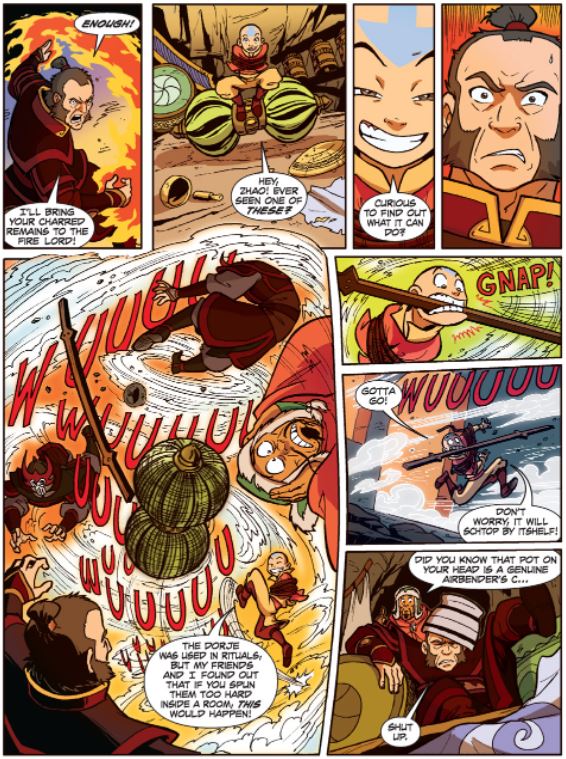 ENOUGH!
I'LL BRING
YOUR CHARRED
REMAINS TO THE
FIRE LORD!
HEY,
ZHAO! EVER
SEEN ONE OF
THESE?
CURIOUS
TO FIND OUT
WHAT IT CAN
DO?
WUUUUU
WUUUUUU
UUUUU
WUUUUUU
THE DORJE
WAS USED IN RITUALS,
BUT MY FRIENDS
AND I FOUND OUT
THAT IF YOU SPUN
THEM TOO HARD
INSIDE A ROOM, THIS
WOULD HAPPEN!
GNAP!
WUUUUUU
GOTTA
GO!
DON'T
WORRY, IT WILL
SCHTOP BY ITSHELF!
DID YOU KNOW THAT POT ON
YOUR HEAD IS A GENUINE
AIRBENDER'S C...
SHUT
UP.